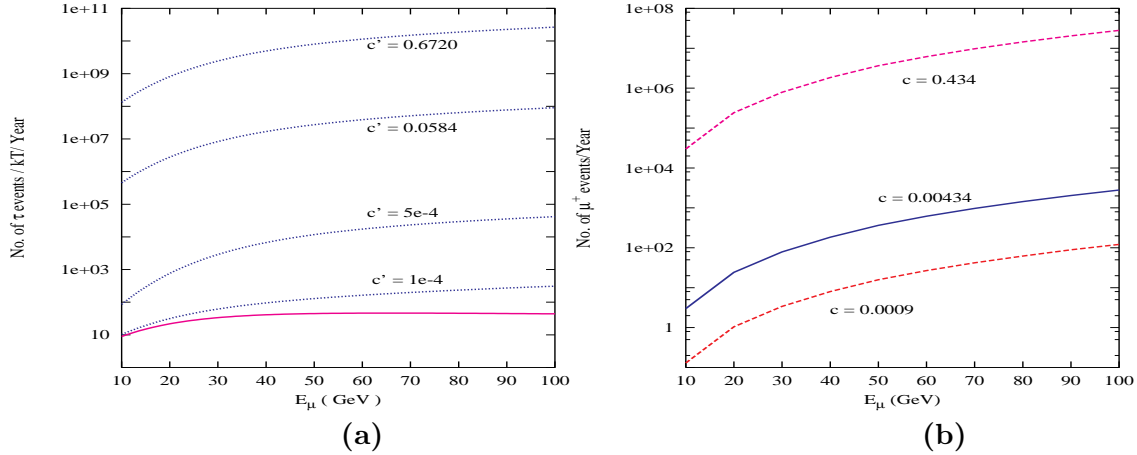 1e+11
1e+09
1e+07
1e+05
1e+03
10
No. of τ events / kT/ Year
c' = 0.6720
c' = 0.0584
c' = 5e-4
c' = 1e-4
10 20 30 40 50 60 70 80 90 100
E_μ ( GeV )
(a)
1e+08
1e+06
1e+04
1e+02
1
No. of μ⁺ events/Year
c = 0.434
c = 0.00434
c = 0.0009
10 20 30 40 50 60 70 80 90 100
E_μ (GeV)
(b)